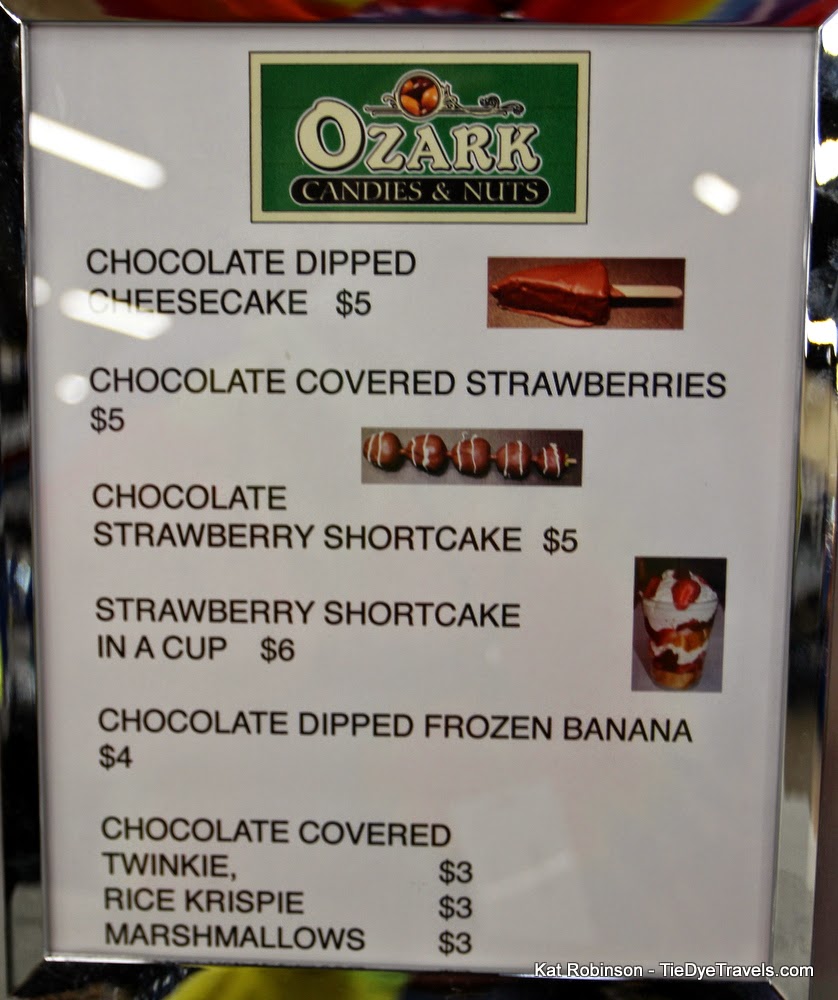 OZARK
CANDIES & NUTS
CHOCOLATE DIPPED
CHEESECAKE $5
CHOCOLATE COVERED STRAWBERRIES
$5
CHOCOLATE
STRAWBERRY SHORTCAKE $5
STRAWBERRY SHORTCAKE
IN A CUP $6
CHOCOLATE DIPPED FROZEN BANANA
$4
CHOCOLATE COVERED
TWINKIE, $3
RICE KRISPIE $3
MARSHMALLOWS $3
Kat Robinson - TieDyeTravels.com